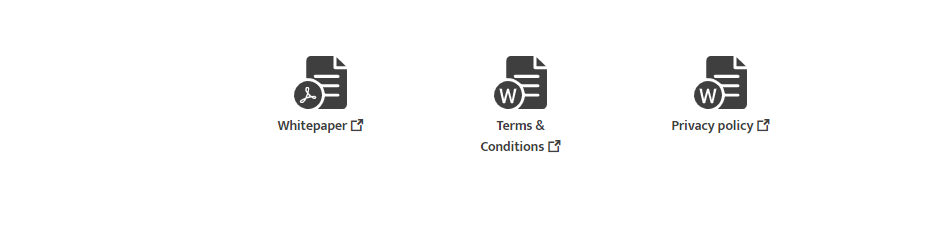 W
W
Whitepaper
Terms &
Conditions
Privacy policy